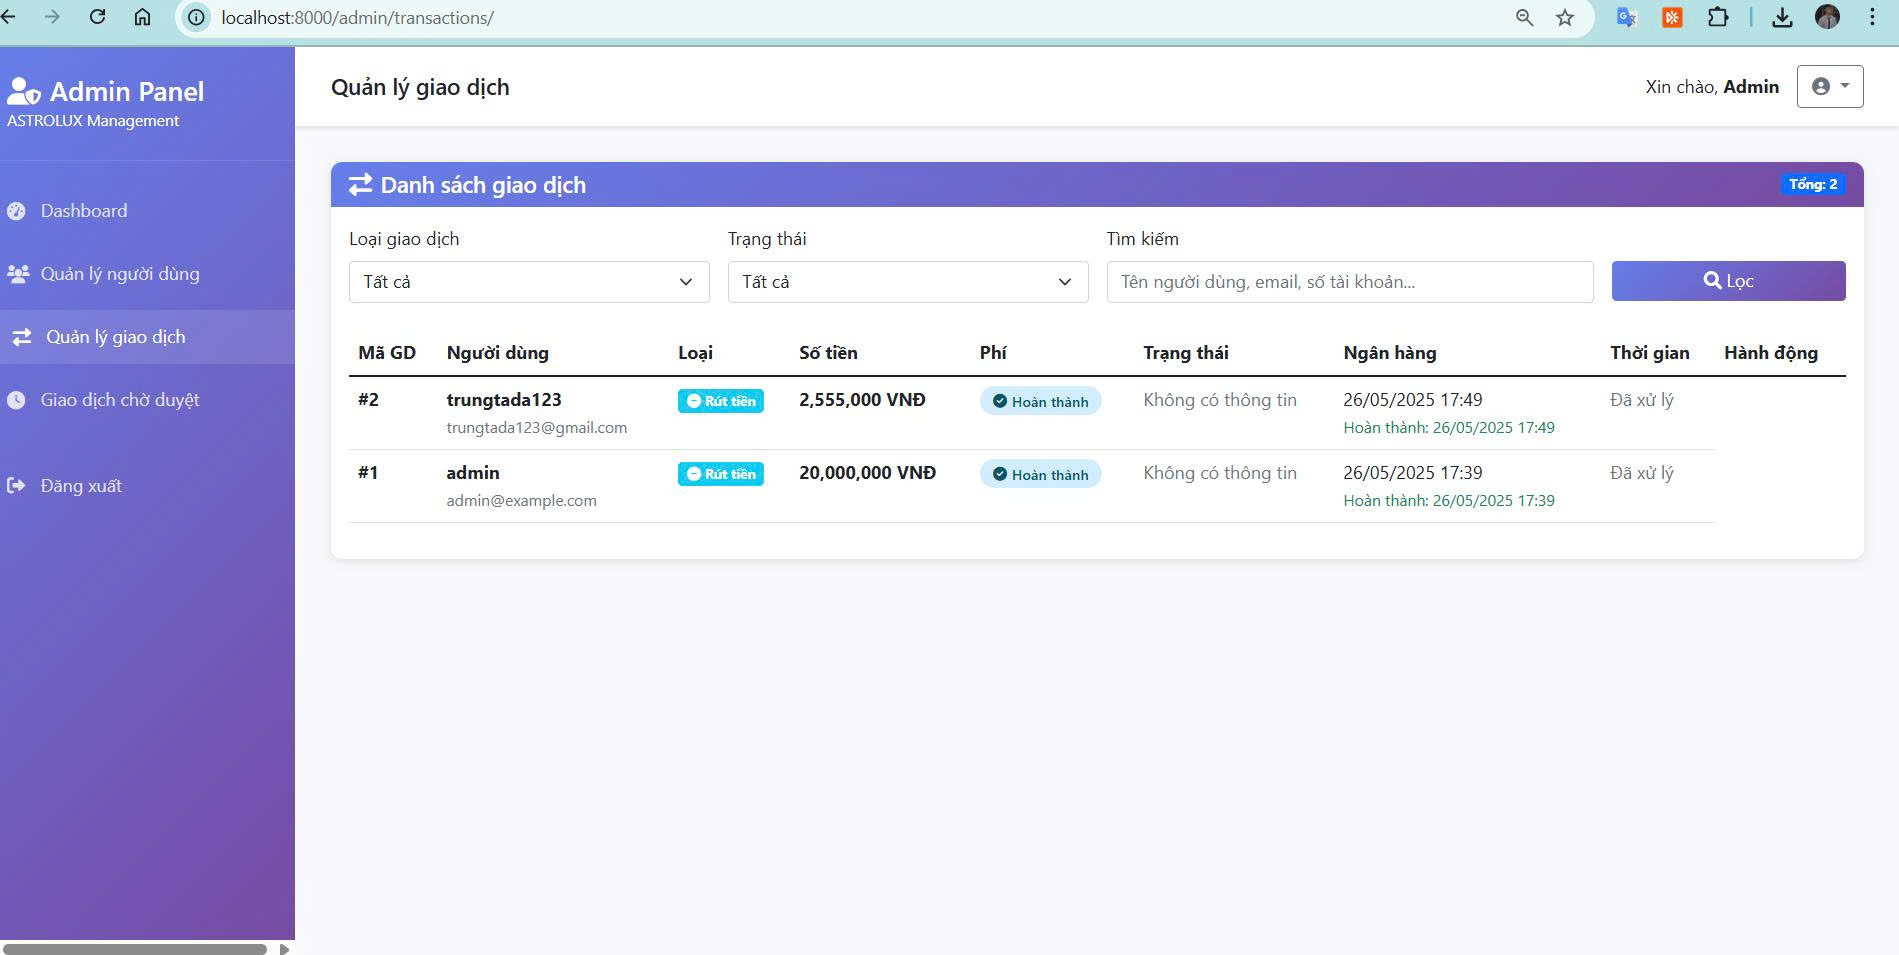 localhost:8000/admin/transactions/
Admin Panel
ASTROLUX Management
Dashboard
Quản lý người dùng
Quản lý giao dịch
Giao dịch chờ duyệt
Đăng xuất
Quản lý giao dịch
Xin chào, Admin
Danh sách giao dịch
Tổng: 2
Loại giao dịch Trạng thái Tìm kiếm
Tất cả Tất cả Tên người dùng, email, số tài khoản... Lọc
Mã GD Người dùng Loại Số tiền Phí Trạng thái Ngân hàng Thời gian Hành động
#2 trungtada123 Rút tiền 2,555,000 VNĐ Hoàn thành Không có thông tin 26/05/2025 17:49 Đã xử lý
trungtada123@gmail.com Hoàn thành: 26/05/2025 17:49
#1 admin Rút tiền 20,000,000 VNĐ Hoàn thành Không có thông tin 26/05/2025 17:39 Đã xử lý
admin@example.com Hoàn thành: 26/05/2025 17:39